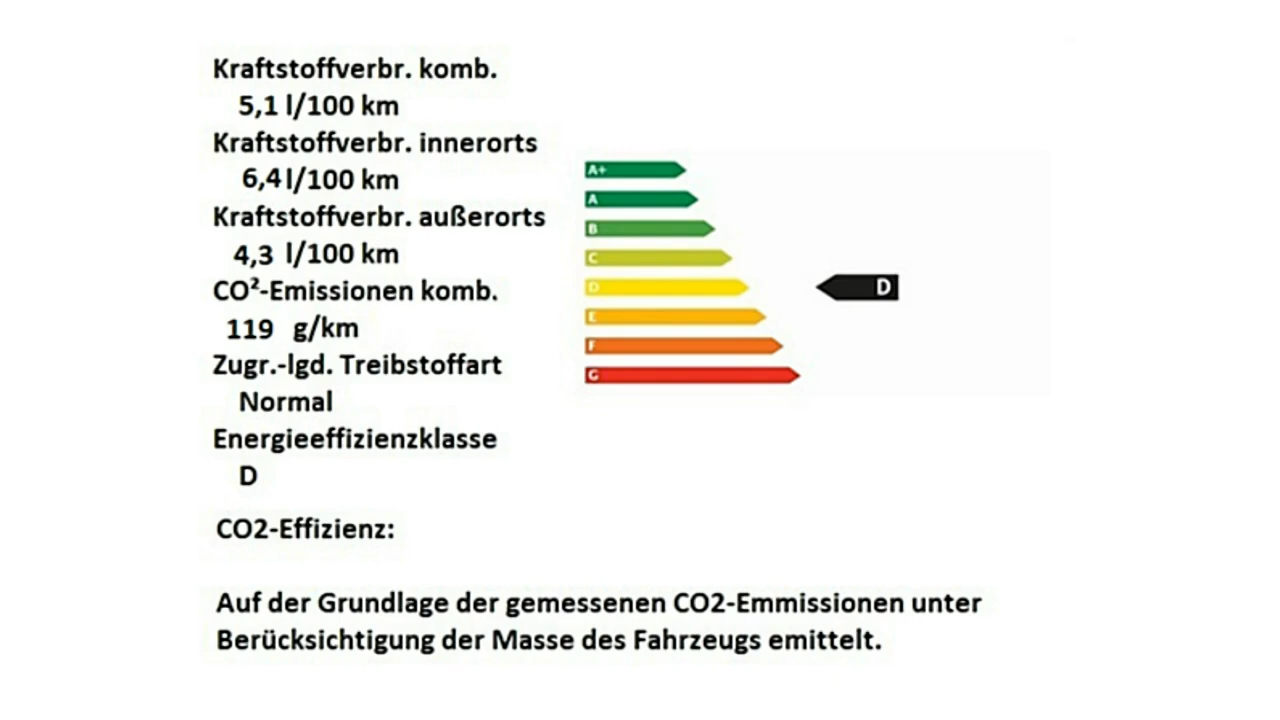 Kraftstoffverbr. komb.
5,1 l/100 km
Kraftstoffverbr. innerorts
6,4 l/100 km
Kraftstoffverbr. außerorts
4,3 l/100 km
CO²-Emissionen komb.
119 g/km
Zugr.-lgd. Treibstoffart
Normal
Energieeffizienzklasse
D
A+
A
B
C
D
D
E
F
G
CO2-Effizienz:
Auf der Grundlage der gemessenen CO2-Emmissionen unter
Berücksichtigung der Masse des Fahrzeugs emittelt.